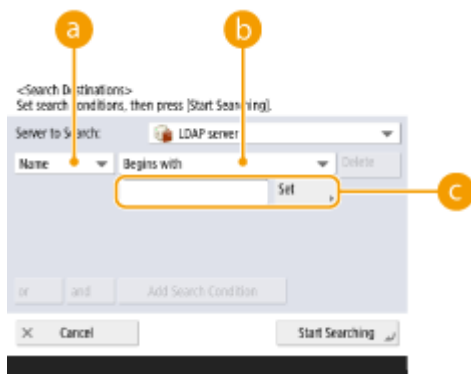 a b
<Search Destinations>
Set search conditions, then press [Start Searching].
Server to Search: LDAP server
Name Begins with Delete
Set c
or and Add Search Condition
× Cancel Start Searching